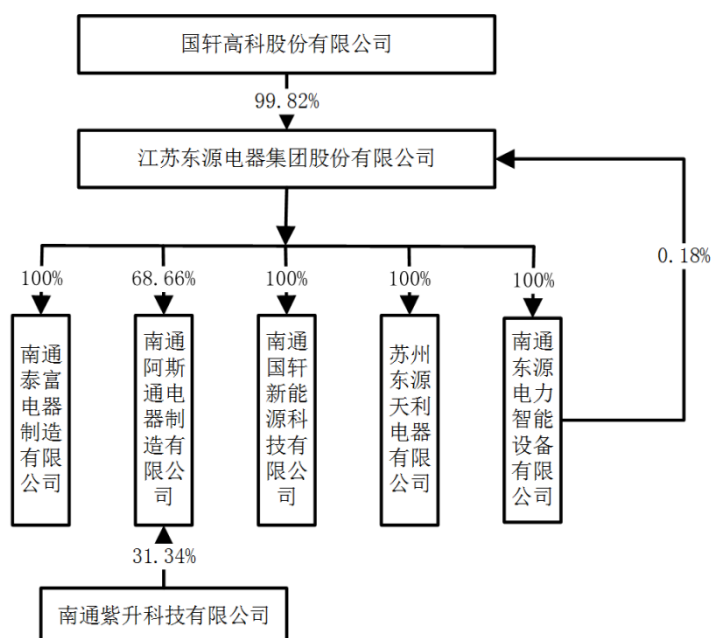 国轩高科股份有限公司
99.82%
江苏东源电器集团股份有限公司
0.18%
100%
68.66%
100%
100%
100%
南通
泰富
电器
制造
有限
公司
南通
阿斯
通电
器制
造有
限公
司
南通
国轩
新能
源科
技有
限公
司
苏州
东源
天利
电器
有限
公司
南通
东源
电力
智能
设备
有限
公司
31.34%
南通紫升科技有限公司